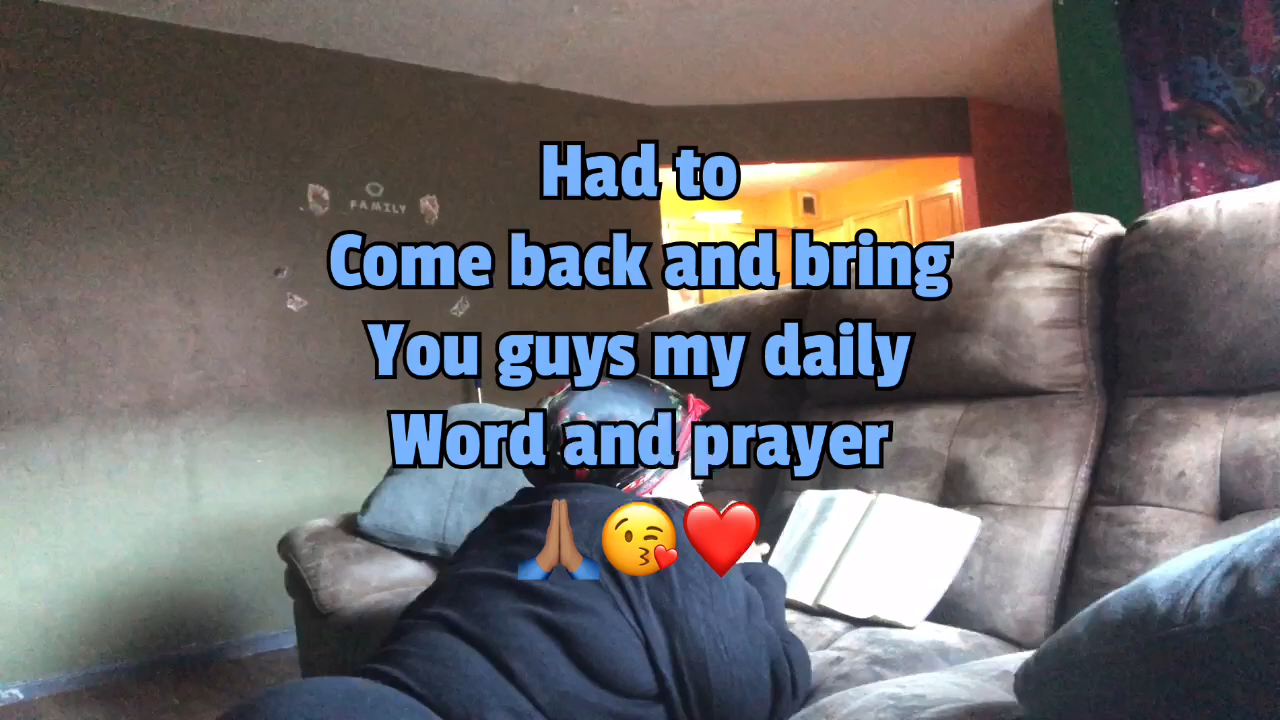 FAMILY
Had to
Come back and bring
You guys my daily
Word and prayer
🙏🏽😘❤️